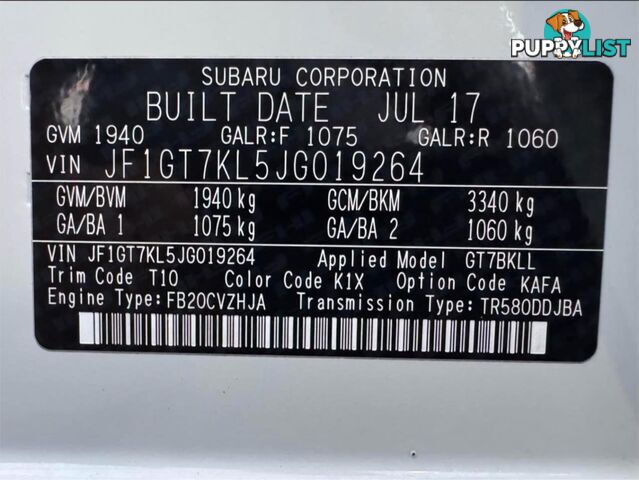 PUPPYLIST
SUBARU CORPORATION
BUILT DATE JUL 17
GVM 1940 GALR:F 1075 GALR:R 1060
VIN JF1GT7KL5JG019264
GVM/BVM 1940 kg GCM/BKM 3340 kg
GA/BA 1 1075 kg GA/BA 2 1060 kg
VIN JF1GT7KL5JG019264 Applied Model GT7BKLL
Trim Code T10 Color Code K1X Option Code KAFA
Engine Type: FB20CVZHJA Transmission Type: TR580DDJBA